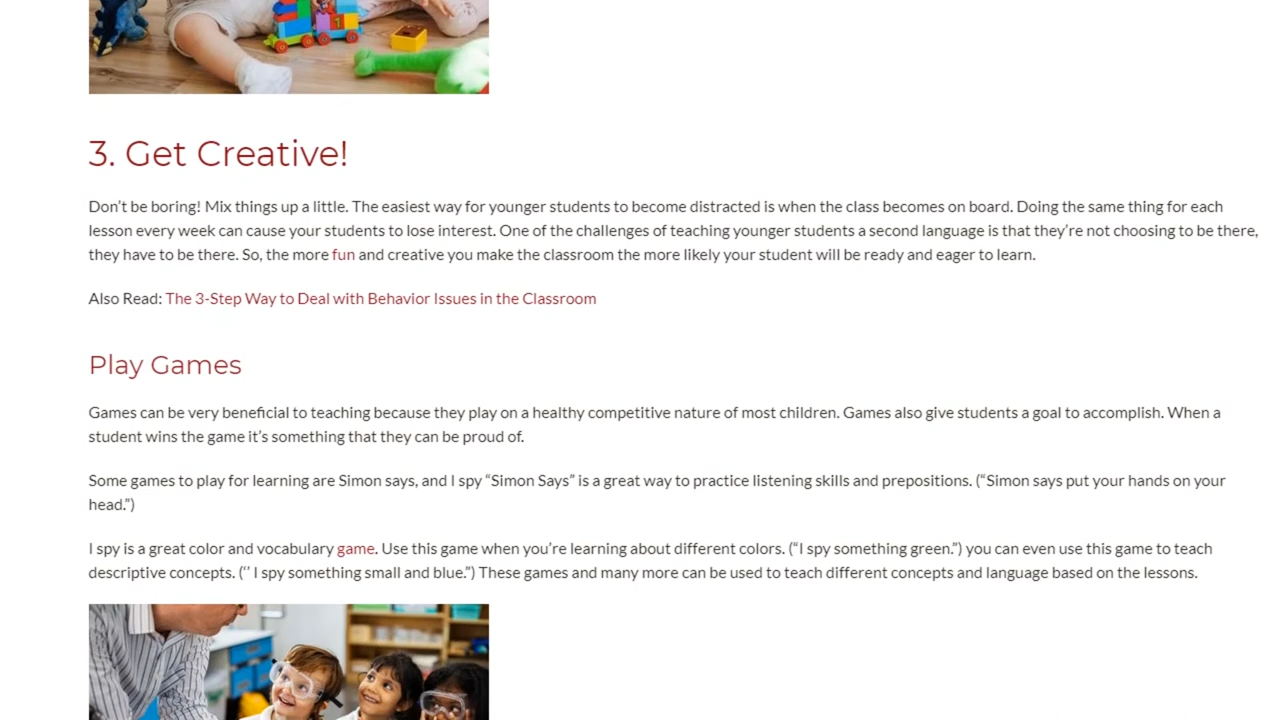 3. Get Creative!
Don't be boring! Mix things up a little. The easiest way for younger students to become distracted is when the class becomes on board. Doing the same thing for each
lesson every week can cause your students to lose interest. One of the challenges of teaching younger students a second language is that they're not choosing to be there,
they have to be there. So, the more fun and creative you make the classroom the more likely your student will be ready and eager to learn.
Also Read: The 3-Step Way to Deal with Behavior Issues in the Classroom
Play Games
Games can be very beneficial to teaching because they play on a healthy competitive nature of most children. Games also give students a goal to accomplish. When a
student wins the game it's something that they can be proud of.
Some games to play for learning are Simon says, and I spy “Simon Says” is a great way to practice listening skills and prepositions. (“Simon says put your hands on your
head.”)
I spy is a great color and vocabulary game. Use this game when you're learning about different colors. (“I spy something green.”) you can even use this game to teach
descriptive concepts. (‘’ I spy something small and blue.”) These games and many more can be used to teach different concepts and language based on the lessons.